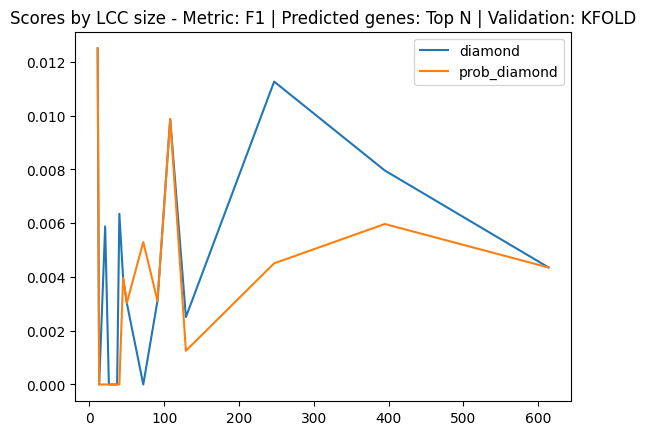 Scores by LCC size - Metric: F1 | Predicted genes: Top N | Validation: KFOLD
diamond
prob_diamond
0.012
0.010
0.008
0.006
0.004
0.002
0.000
0 100 200 300 400 500 600